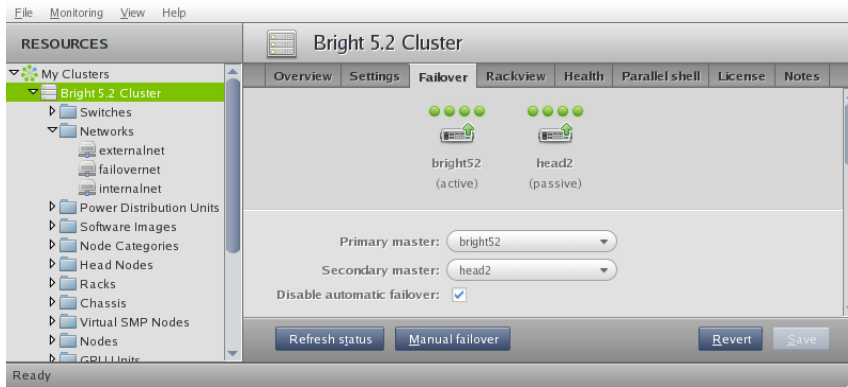 File Monitoring View Help
RESOURCES
Bright 5.2 Cluster
My Clusters
Bright 5.2 Cluster
Switches
Networks
externalnet
failovernet
internalnet
Power Distribution Units
Software Images
Node Categories
Head Nodes
Racks
Chassis
Virtual SMP Nodes
Nodes
GPU Units
Overview Settings Failover Rackview Health Parallel shell License Notes
bright52 head2
(active) (passive)
Primary master: bright52
Secondary master: head2
Disable automatic failover:
Refresh status Manual failover Revert Save
Ready